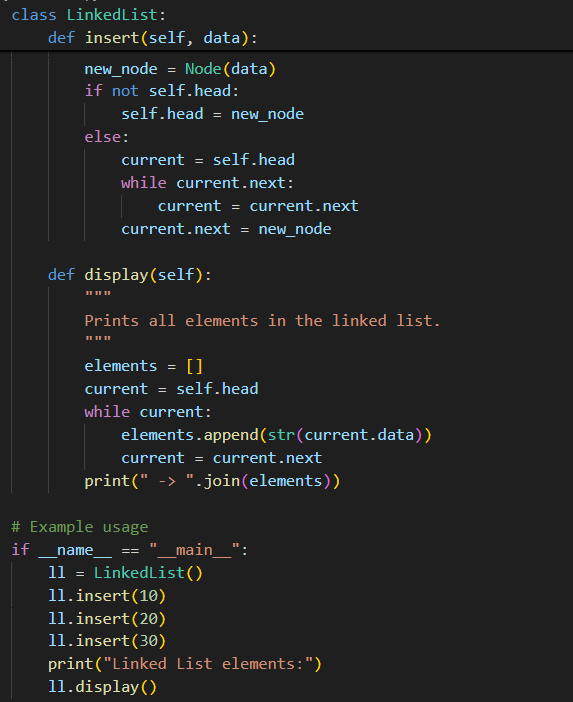 class LinkedList:
    def insert(self, data):
        new_node = Node(data)
        if not self.head:
            self.head = new_node
        else:
            current = self.head
            while current.next:
                current = current.next
            current.next = new_node

    def display(self):
        """
        Prints all elements in the linked list.
        """
        elements = []
        current = self.head
        while current:
            elements.append(str(current.data))
            current = current.next
        print(" -> ".join(elements))

# Example usage
if __name__ == "__main__":
    ll = LinkedList()
    ll.insert(10)
    ll.insert(20)
    ll.insert(30)
    print("Linked List elements:")
    ll.display()